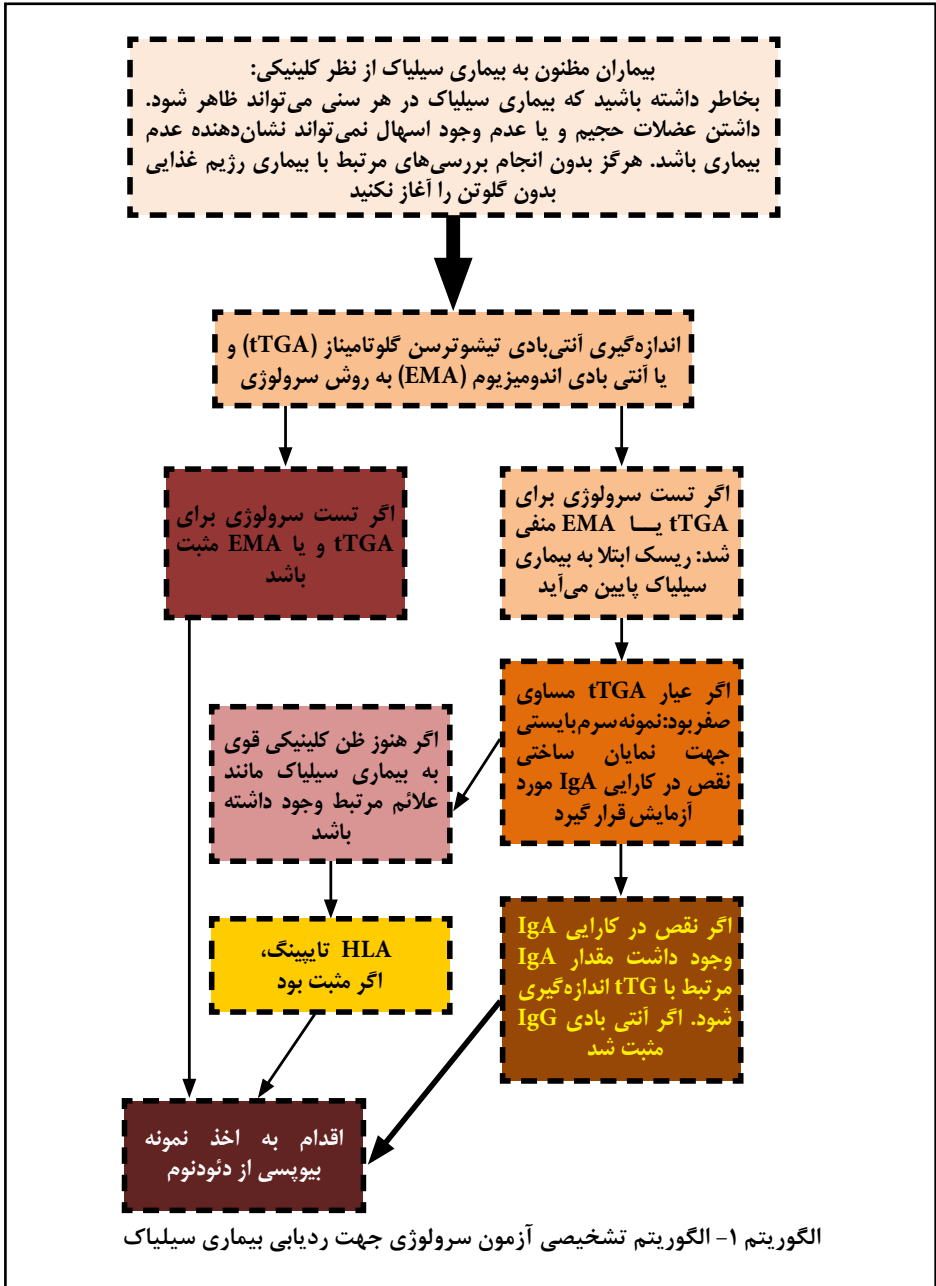 بیماران مظنون به بیماری سیلیاک از نظر کلینیکی:
بخاطر داشته باشید که بیماری سیلیاک در هر سنی می‌تواند ظاهر شود.
داشتن عضلات حجیم و یا عدم وجود اسهال نمی‌تواند نشان‌دهنده عدم
بیماری باشد. هرگز بدون انجام بررسی‌های مرتبط با بیماری رژیم غذایی
بدون گلوتن را آغاز نکنید
اندازه‌گیری آنتی‌بادی تیشوترسن گلوتامیناز (tTGA) و
یا آنتی بادی اندومیزیوم (EMA) به روش سرولوژی
اگر تست سرولوژی برای
tTGA یا EMA منفی
شد: ریسک ابتلا به بیماری
سیلیاک پایین می‌آید
اگر تست سرولوژی برای
tTGA و یا EMA مثبت
باشد
اگر عیار tTGA مساوی
صفر بود: نمونه سرم بایستی
جهت نمایان ساختی
نقص در کارایی IgA مورد
آزمایش قرار گیرد
اگر هنوز ظن کلینیکی قوی
به بیماری سیلیاک مانند
علائم مرتبط وجود داشته
باشد
اگر نقص در کارایی IgA
وجود داشت مقدار IgA
مرتبط با tTG اندازه‌گیری
شود. اگر آنتی بادی IgG
مثبت شد
HLA تایپینگ،
اگر مثبت بود
اقدام به اخذ نمونه
بیوپسی از دئودنوم
الگوریتم ۱- الگوریتم تشخیصی آزمون سرولوژی جهت ردیابی بیماری سیلیاک